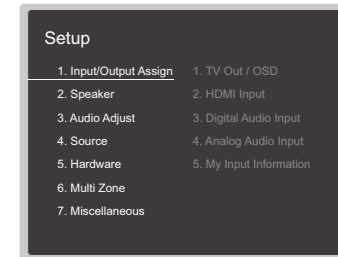 Setup
1. Input/Output Assign
2. Speaker
3. Audio Adjust
4. Source
5. Hardware
6. Multi Zone
7. Miscellaneous
1. TV Out / OSD
2. HDMI Input
3. Digital Audio Input
4. Analog Audio Input
5. My Input Information